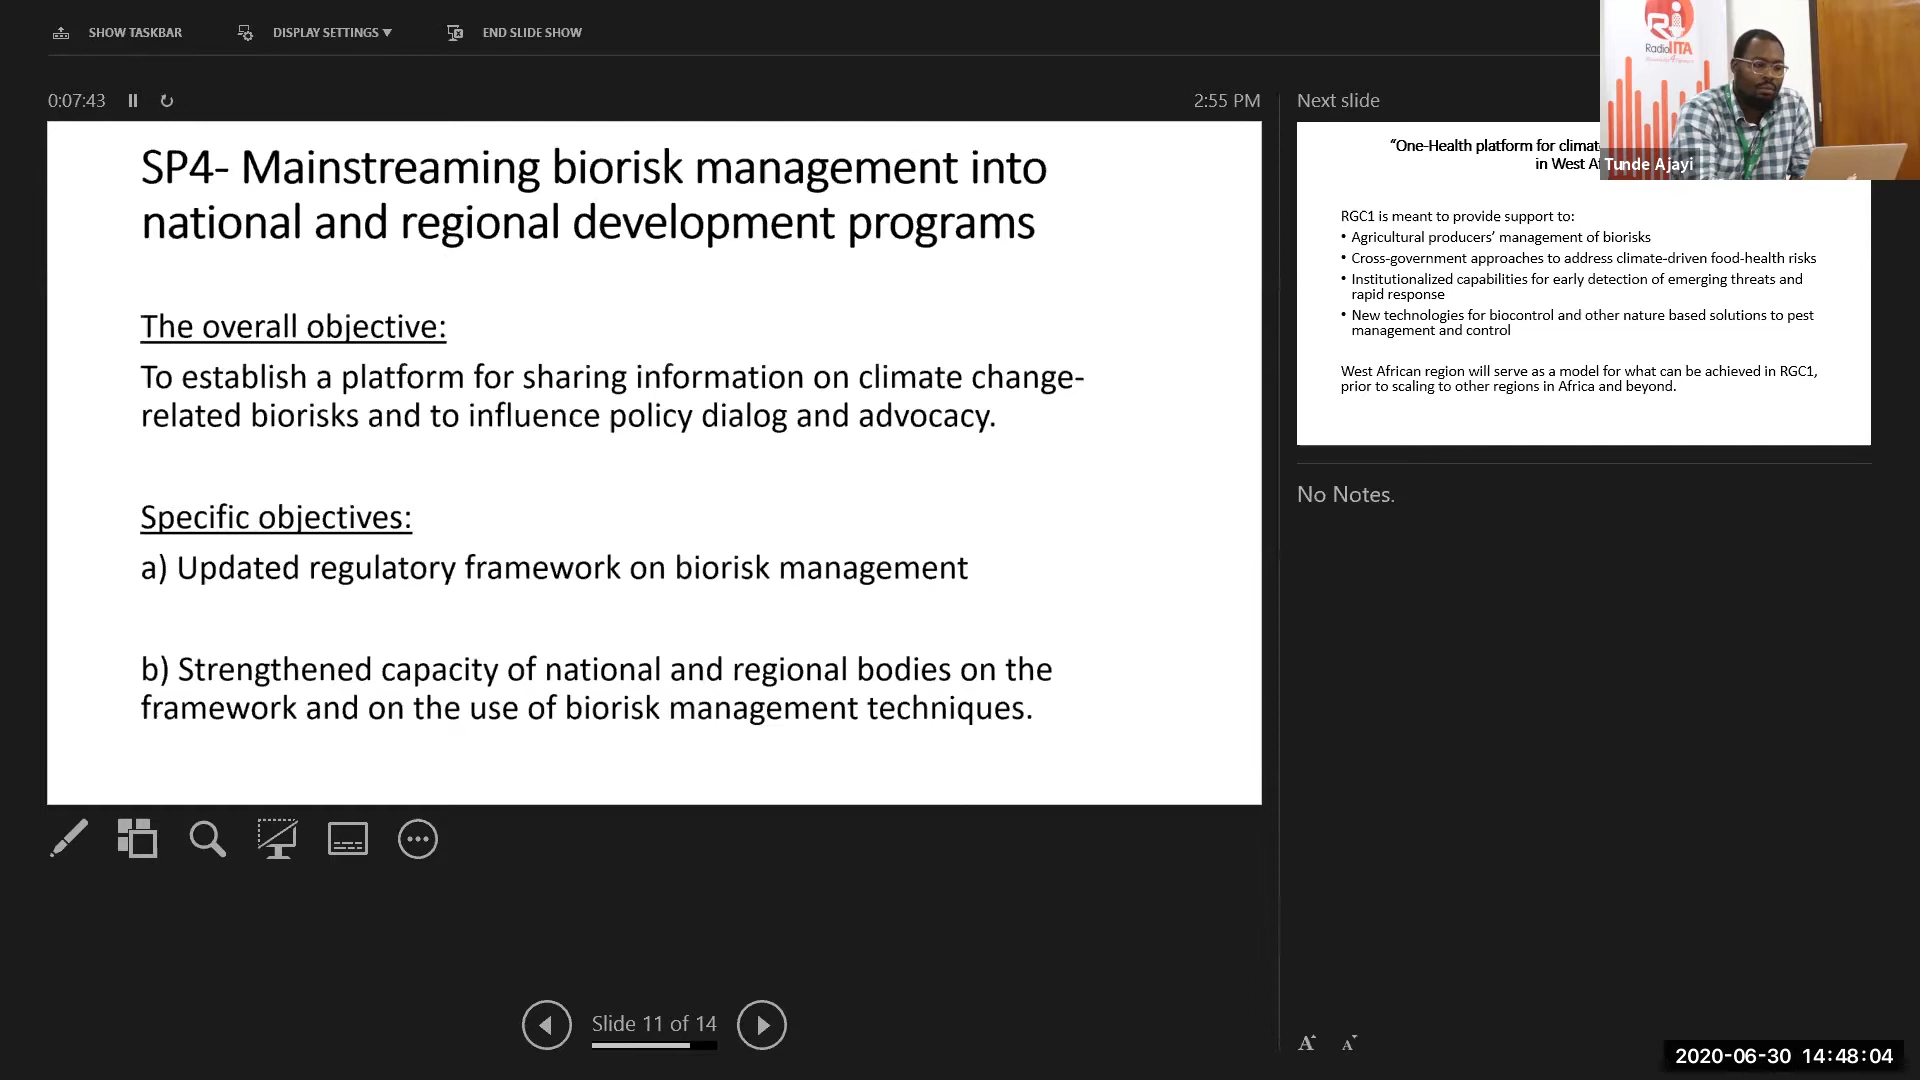 SHOW TASKBAR
DISPLAY SETTINGS ▼
END SLIDE SHOW
0:07:43
2:55 PM
SP4- Mainstreaming biorisk management into
national and regional development programs
The overall objective:
To establish a platform for sharing information on climate change-
related biorisks and to influence policy dialog and advocacy.
Specific objectives:
a) Updated regulatory framework on biorisk management
b) Strengthened capacity of national and regional bodies on the
framework and on the use of biorisk management techniques.
Slide 11 of 14
Next slide
“One-Health platform for
in West
RGC1 is meant to provide support to:
• Agricultural producers’ management of biorisks
• Cross-government approaches to address climate-driven food-health risks
• Institutionalized capabilities for early detection of emerging threats and
rapid response
• New technologies for biocontrol and other nature based solutions to pest
management and control
West African region will serve as a model for what can be achieved in RGC1,
prior to scaling to other regions in Africa and beyond.
Radio IITA
Tunde Ajayi
No Notes.
A A
2020-06-30 14:48:04